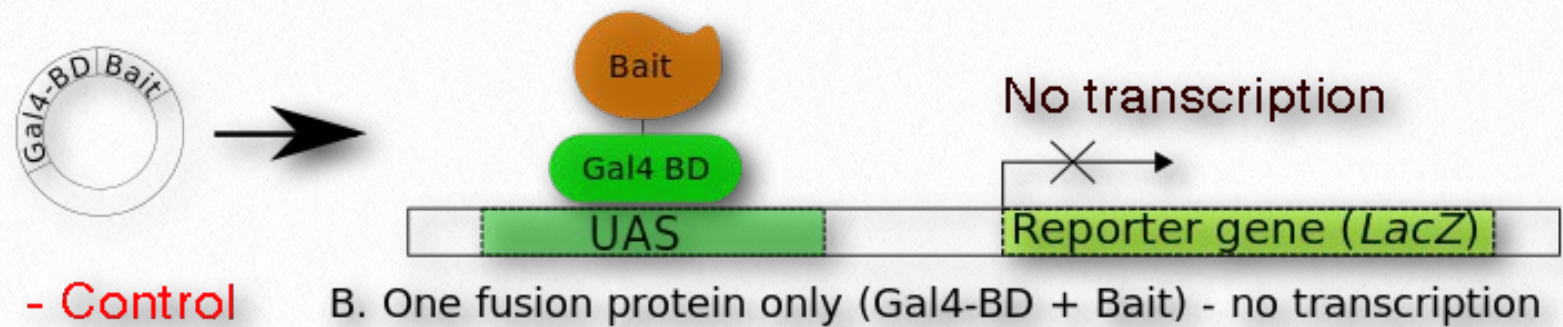 Gal4-BD Bait
Bait
Gal4 BD
UAS
No transcription
Reporter gene (LacZ)
- Control
B. One fusion protein only (Gal4-BD + Bait) - no transcription